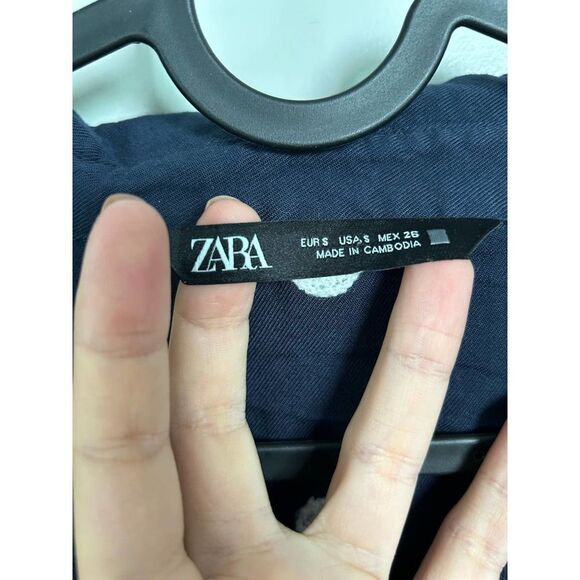 ZARA
EUR S USA S MEX 26
MADE IN CAMBODIA